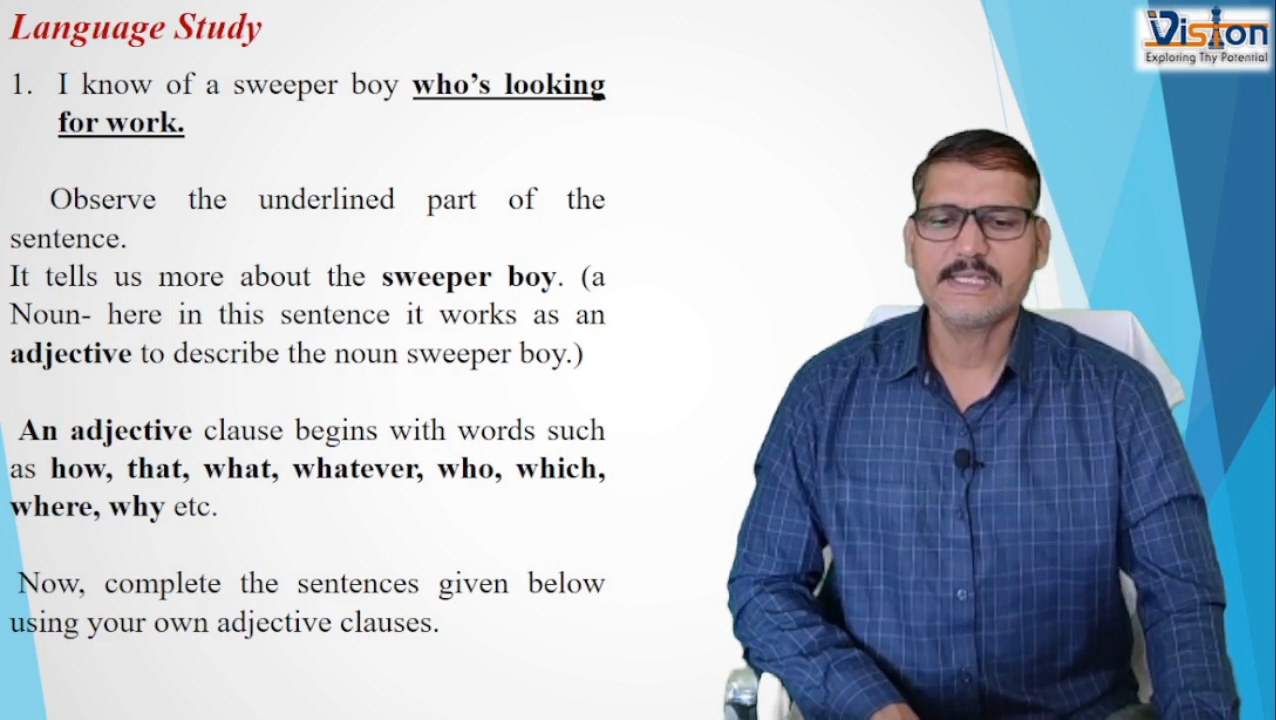 Language Study
1. I know of a sweeper boy who's looking
for work.
Observe the underlined part of the
sentence.
It tells us more about the sweeper boy. (a
Noun- here in this sentence it works as an
adjective to describe the noun sweeper boy.)
An adjective clause begins with words such
as how, that, what, whatever, who, which,
where, why etc.
Now, complete the sentences given below
using your own adjective clauses.
Vision
Exploring Thy Potential